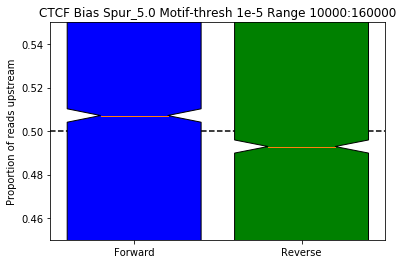 CTCF Bias Spur_5.0 Motif-thresh 1e-5 Range 10000:160000
0.54
0.52
0.50
0.48
0.46
Proportion of reads upstream
Forward
Reverse